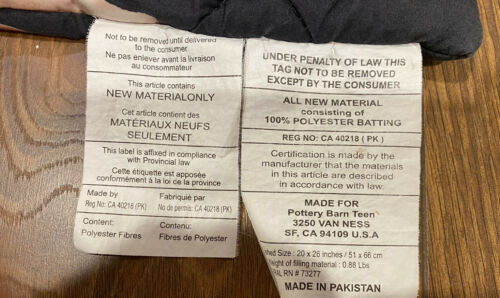 Not to be removed until delivered
to the consumer
Ne pas enlever avant la livraison
au consommateur
This article contains
NEW MATERIALONLY
Cet article contient des
MATÉRIAUX NEUFS
SEULEMENT
This label is affixed in compliance
with Provincial law
Cette étiquette est apposée
conformément à la loi de la province
Made by
Reg No: CA 40218 (PK)
Fabriqué par
No de permis: CA 40218 (PK)
Content:
Polyester Fibres
Contenu:
Fibres de Polyester
UNDER PENALTY OF LAW THIS
TAG NOT TO BE REMOVED
EXCEPT BY THE CONSUMER
ALL NEW MATERIAL
consisting of
100% POLYESTER BATTING
REG NO: CA 40218 ( PK )
Certification is made by the
manufacturer that the materials
in this article are described
in accordance with law.
MADE FOR
Pottery Barn Teen
3250 VAN NESS
SF, CA 94109 U.S.A
Size : 20 x 26 inches / 51 x 66 cm
of filling material : 0.88 Lbs
RN # 73277
MADE IN PAKISTAN